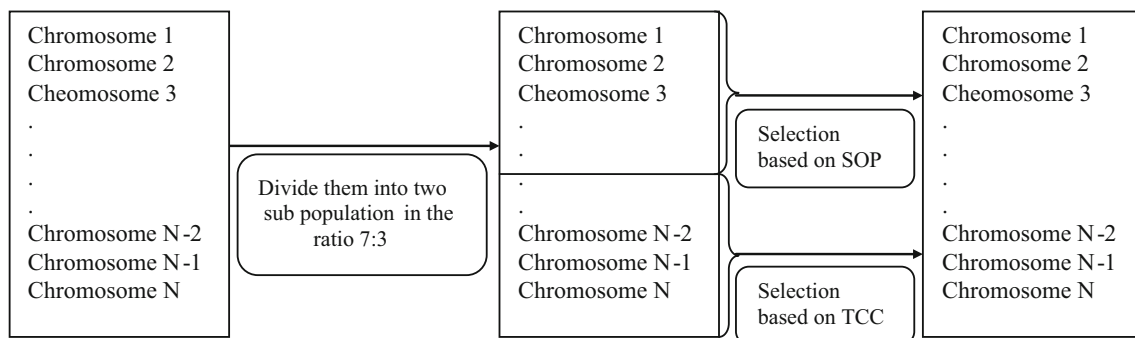 Chromosome 1
Chromosome 2
Cheomosome 3
.
.
.
.
Chromosome N-2
Chromosome N-1
Chromosome N
Divide them into two
sub population in the
ratio 7:3
Chromosome 1
Chromosome 2
Cheomosome 3
.
.
.
.
Chromosome N-2
Chromosome N-1
Chromosome N
Selection
based on SOP
Selection
based on TCC
Chromosome 1
Chromosome 2
Cheomosome 3
.
.
.
.
Chromosome N-2
Chromosome N-1
Chromosome N